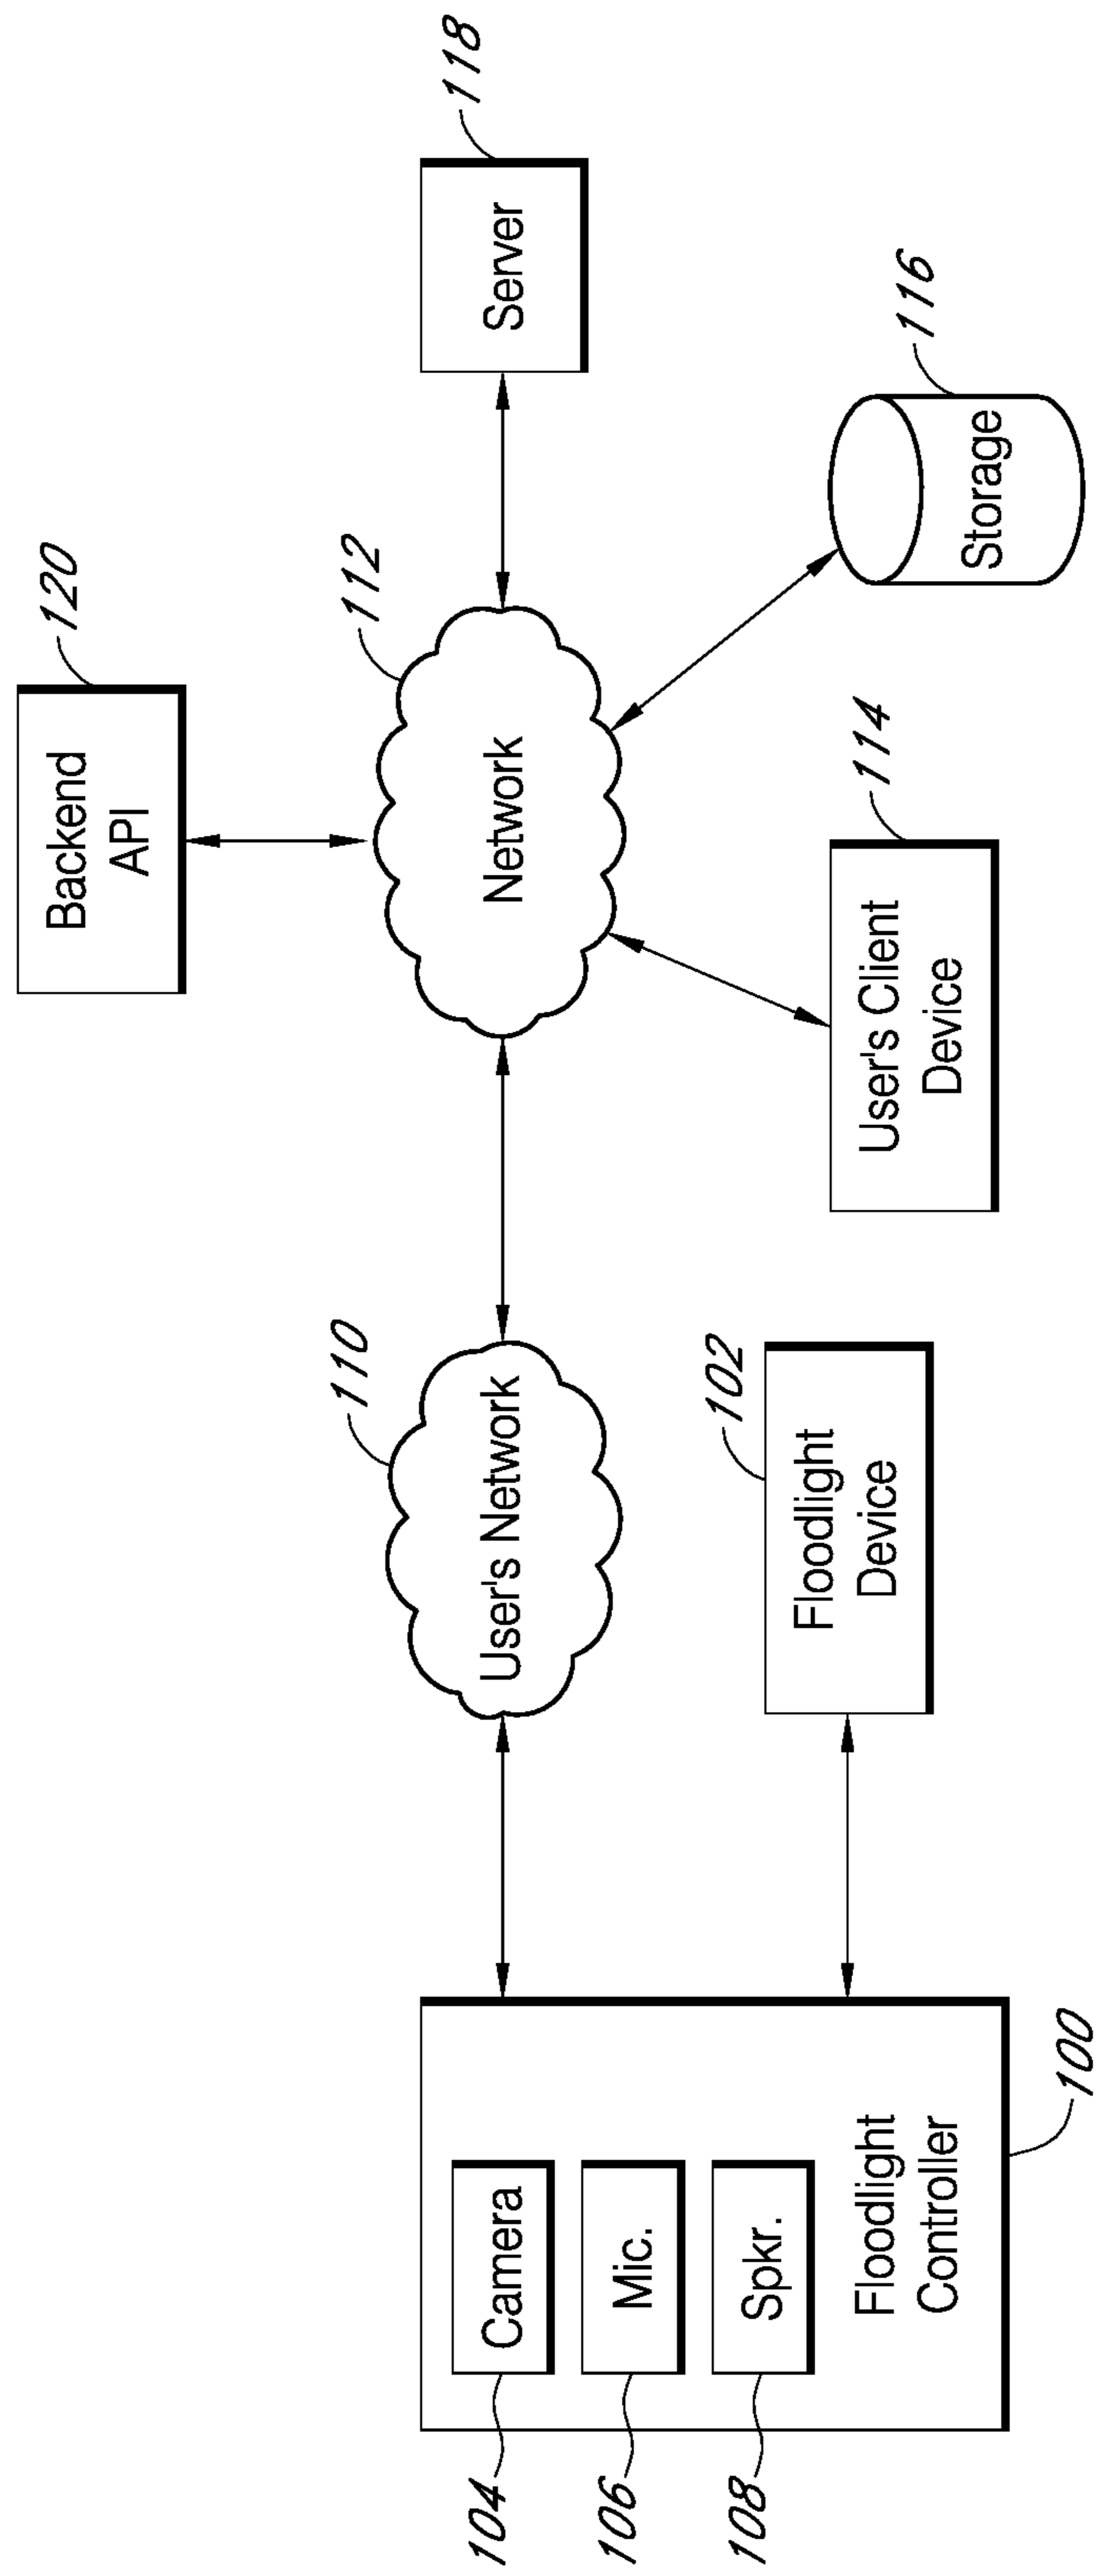 120
Backend
API
118
Server
112
Network
116
Storage
114
User's Client
Device
110
User's Network
102
Floodlight
Device
104
Camera
106
Mic.
108
Spkr.
Floodlight
Controller
100